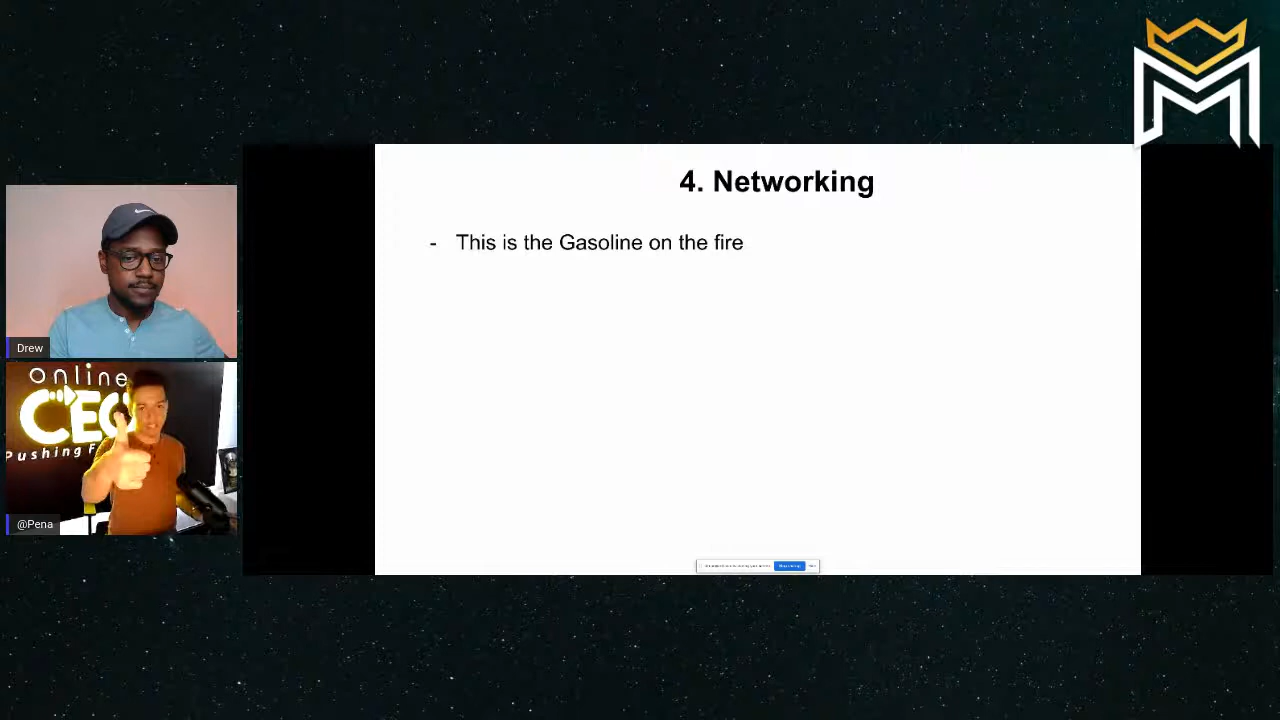 4. Networking
- This is the Gasoline on the fire
Drew
online
CEO
Pushing F
@Pena